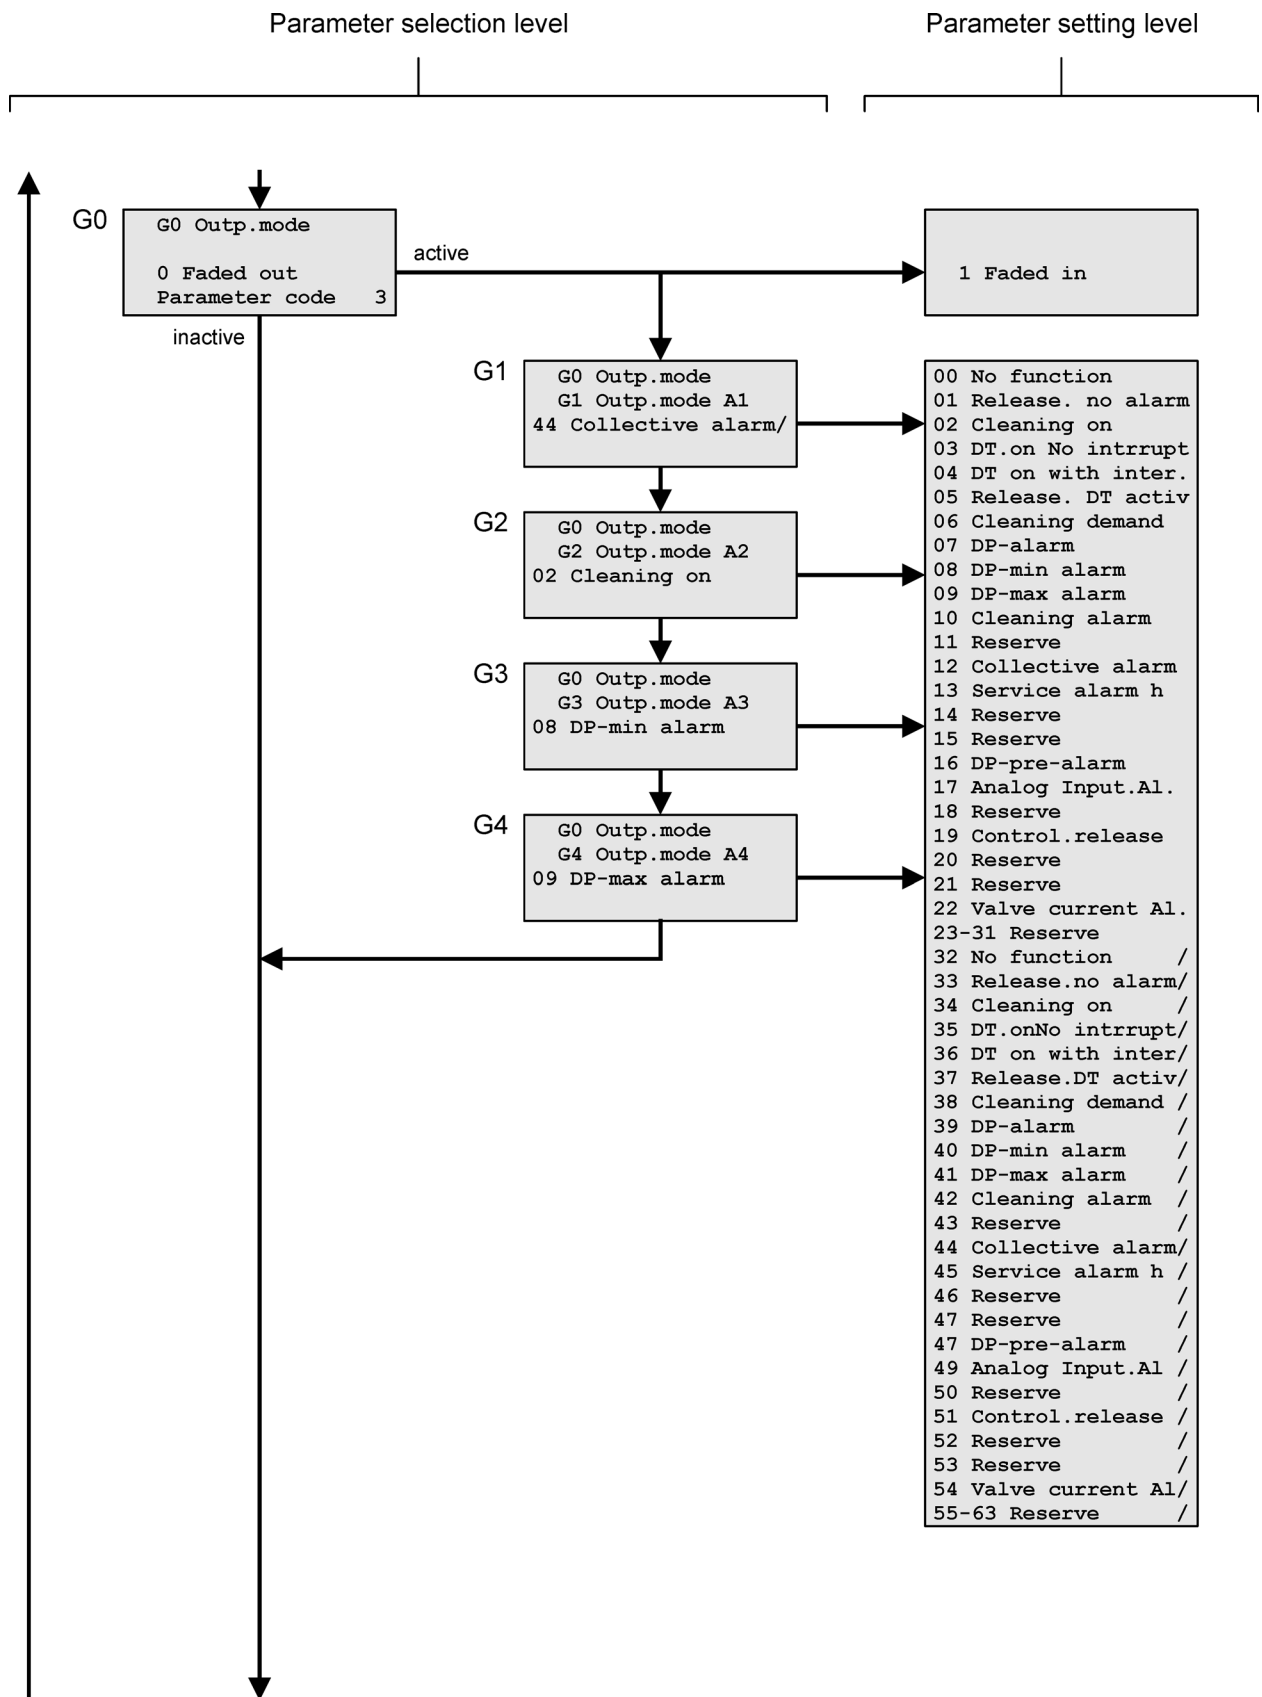 Parameter selection level
Parameter setting level
G0
G0 Outp.mode
0 Faded out
Parameter code 3
active
inactive
1 Faded in
G1
G0 Outp.mode
G1 Outp.mode A1
44 Collective alarm/
G2
G0 Outp.mode
G2 Outp.mode A2
02 Cleaning on
G3
G0 Outp.mode
G3 Outp.mode A3
08 DP-min alarm
G4
G0 Outp.mode
G4 Outp.mode A4
09 DP-max alarm
00 No function
01 Release. no alarm
02 Cleaning on
03 DT.on No intrrupt
04 DT on with inter.
05 Release. DT activ
06 Cleaning demand
07 DP-alarm
08 DP-min alarm
09 DP-max alarm
10 Cleaning alarm
11 Reserve
12 Collective alarm
13 Service alarm h
14 Reserve
15 Reserve
16 DP-pre-alarm
17 Analog Input.Al.
18 Reserve
19 Control.release
20 Reserve
21 Reserve
22 Valve current Al.
23-31 Reserve
32 No function /
33 Release.no alarm/
34 Cleaning on /
35 DT.onNo intrrupt/
36 DT on with inter/
37 Release.DT activ/
38 Cleaning demand /
39 DP-alarm /
40 DP-min alarm /
41 DP-max alarm /
42 Cleaning alarm /
43 Reserve /
44 Collective alarm/
45 Service alarm h /
46 Reserve /
47 Reserve /
47 DP-pre-alarm /
49 Analog Input.Al /
50 Reserve /
51 Control.release /
52 Reserve /
53 Reserve /
54 Valve current Al/
55-63 Reserve /